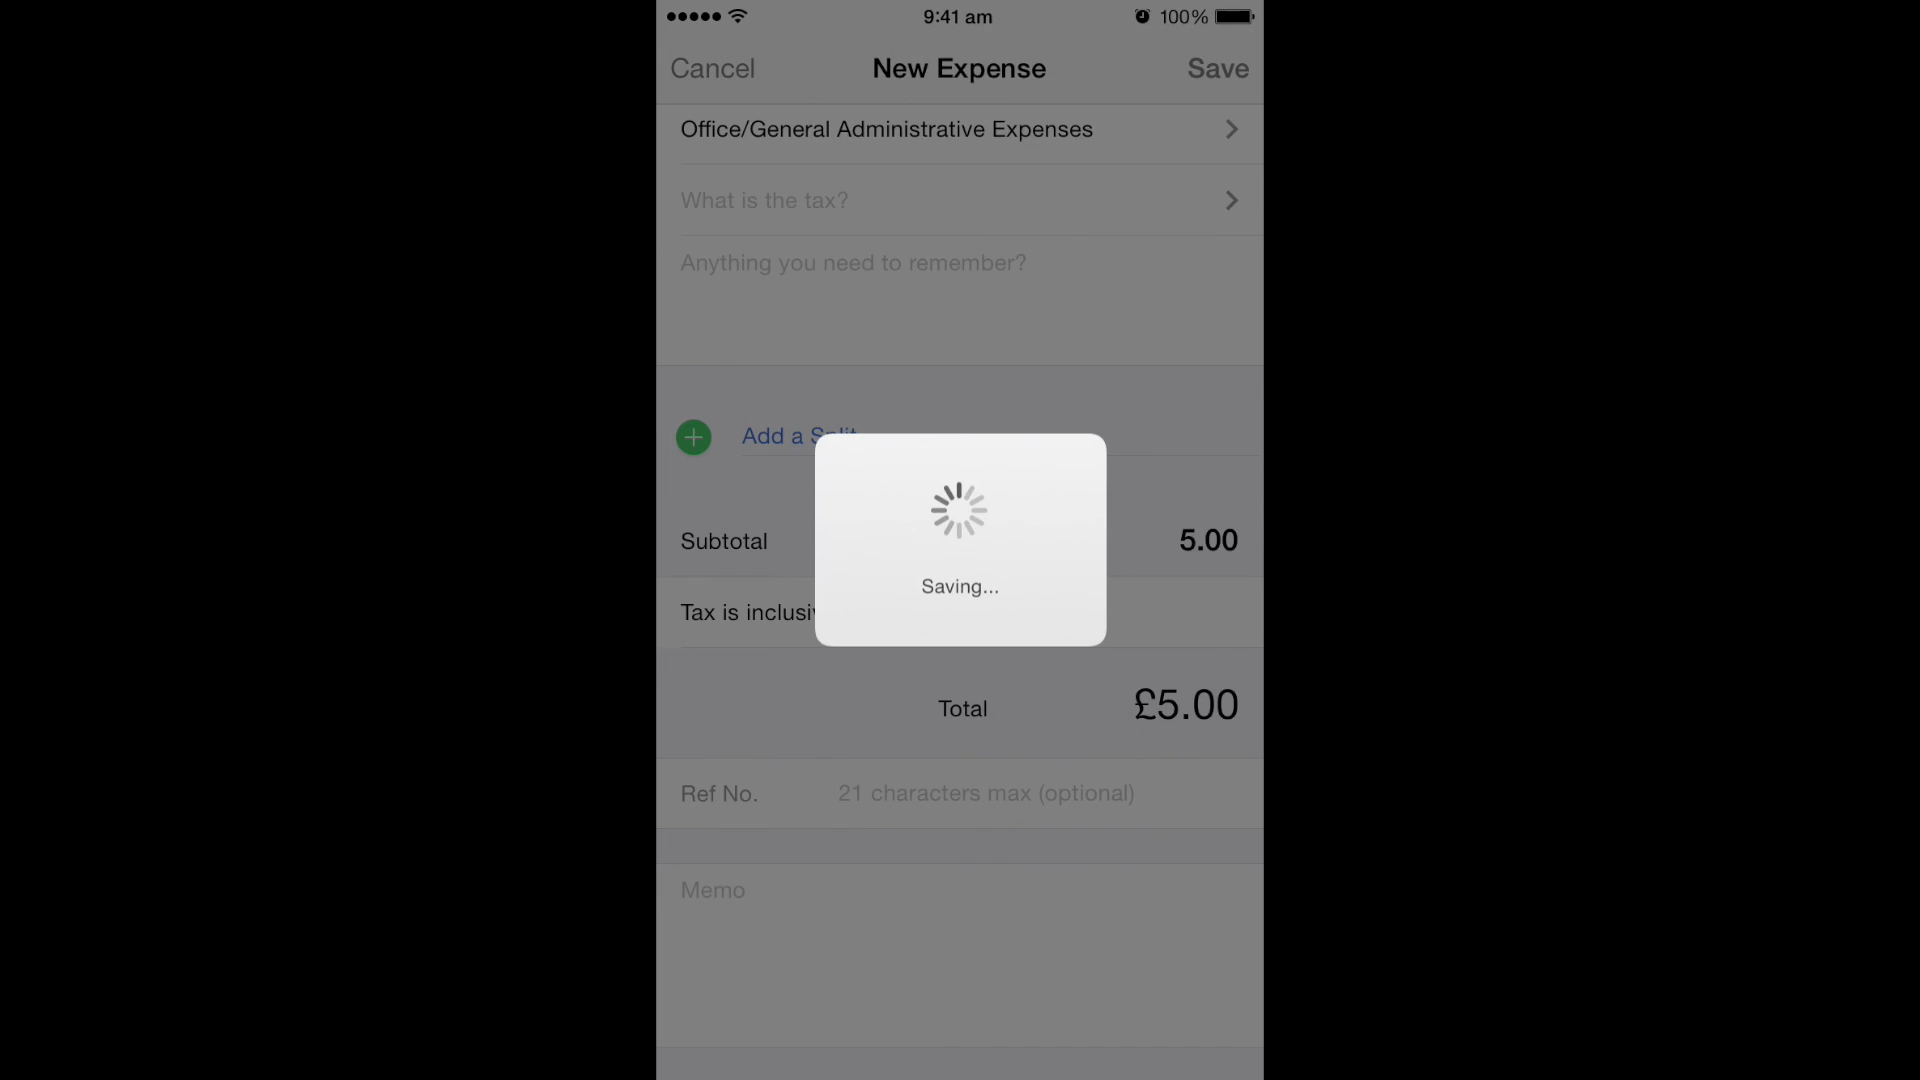 9:41 am 100%
Cancel New Expense Save
Office/General Administrative Expenses
What is the tax?
Anything you need to remember?
Add a Split
Subtotal 5.00
Saving...
Tax is
Total £5.00
Ref No. 21 characters max (optional)
Memo